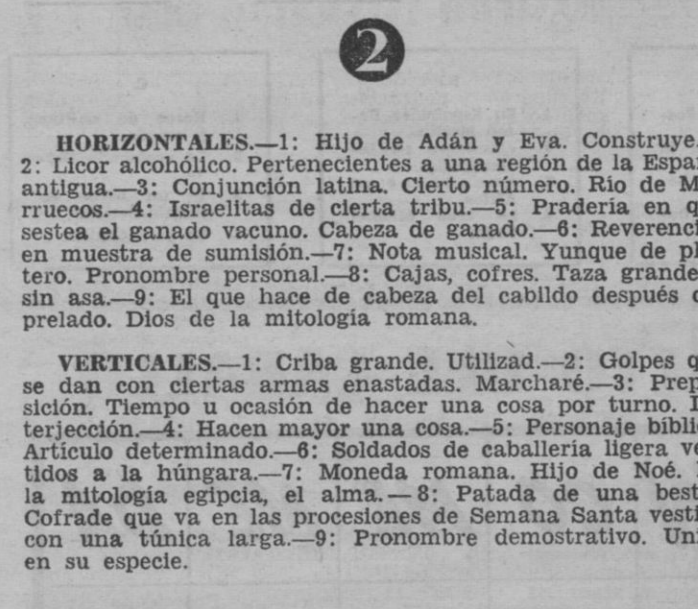 2
HORIZONTALES.—1: Hijo de Adán y Eva. Construye.
2: Licor alcohólico. Pertenecientes a una región de la Espa
antigua.—3: Conjunción latina. Cierto número. Río de M
rruecos.—4: Israelitas de cierta tribu.—5: Pradería en q
sestea el ganado vacuno. Cabeza de ganado.—6: Reverenci
en muestra de sumisión.—7: Nota musical. Yunque de pl
tero. Pronombre personal.—8: Cajas, cofres. Taza grande
sin asa.—9: El que hace de cabeza del cabildo después d
prelado. Dios de la mitología romana.
VERTICALES.—1: Criba grande. Utilizad.—2: Golpes q
se dan con ciertas armas enastadas. Marcharé.—3: Prep
sición. Tiempo u ocasión de hacer una cosa por turno. I
terjección.—4: Hacen mayor una cosa.—5: Personaje bíbli
Artículo determinado.—6: Soldados de caballería ligera ve
tidos a la húngara.—7: Moneda romana. Hijo de Noé.
la mitología egipcia, el alma.—8: Patada de una best
Cofrade que va en las procesiones de Semana Santa vesti
con una túnica larga.—9: Pronombre demostrativo. Un
en su especie.